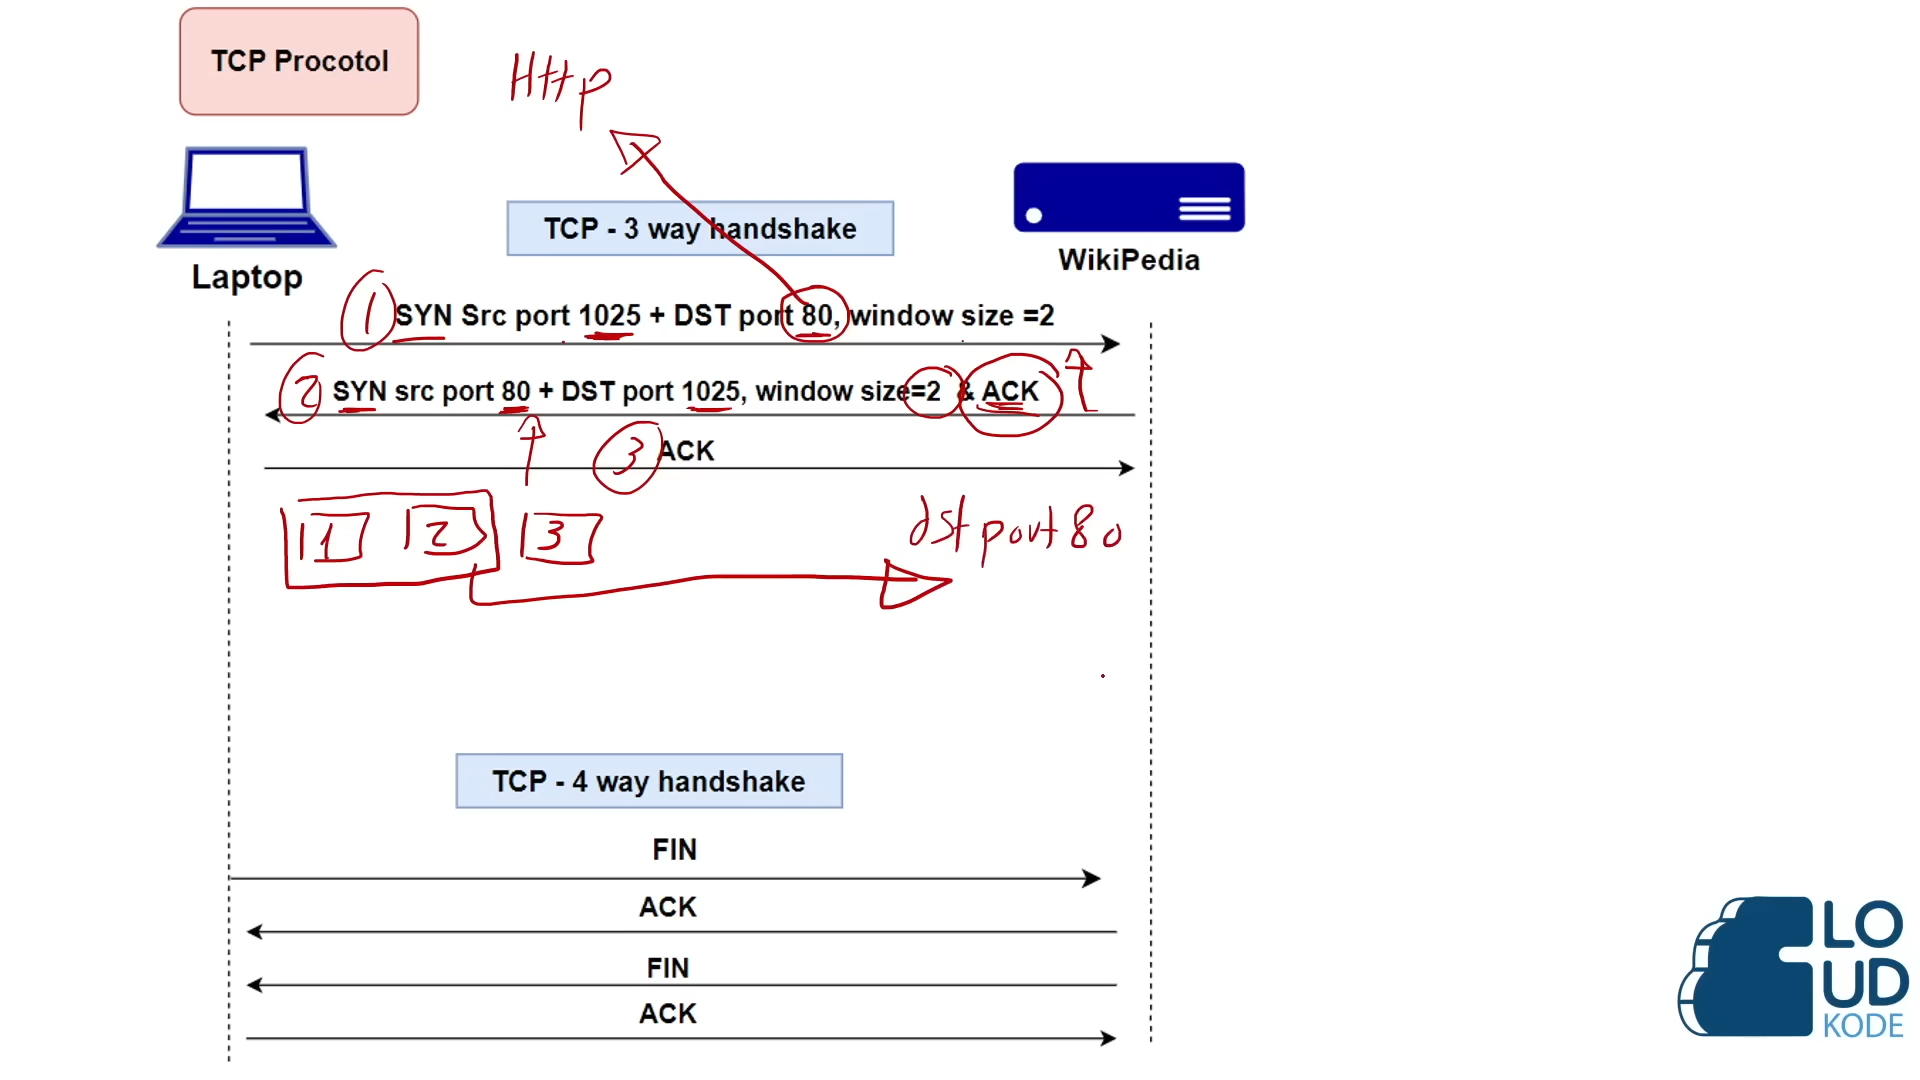 TCP Procotol
HttP
TCP - 3 way handshake
Laptop
WikiPedia
1 SYN Src port 1025 + DST port 80, window size =2
2 SYN src port 80 + DST port 1025, window size=2 & ACK
3 ACK
1 2 3
dst port 80
TCP - 4 way handshake
FIN
ACK
FIN
ACK
CLOUD
KODE